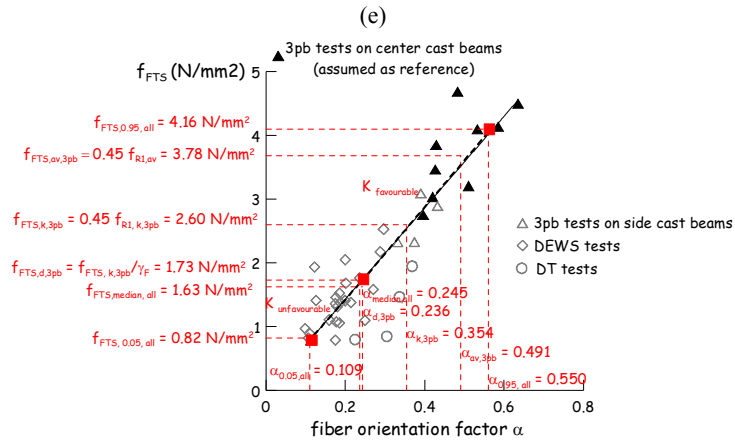 (e)
3pb tests on center cast beams
(assumed as reference)
f_FTS (N/mm2)
5
4
3
2
1
0
f_FTS,0.95, all = 4.16 N/mm²
f_FTS,av,3pb = 0.45 f_R1,av = 3.78 N/mm²
f_FTS,k,3pb = 0.45 f_R1, k,3pb = 2.60 N/mm²
f_FTS,d,3pb = f_FTS, k,3pb/γ_F = 1.73 N/mm²
f_FTS,median, all = 1.63 N/mm²
f_FTS, 0.05, all = 0.82 N/mm²
K favourable
K unfavourable
α_median,all = 0.245
α_d,3pb = 0.236
α_k,3pb = 0.354
α_av,3pb = 0.491
α_0.05,all = 0.109
α_0.95, all = 0.550
3pb tests on side cast beams
DEWS tests
DT tests
0 0.2 0.4 0.6 0.8
fiber orientation factor α